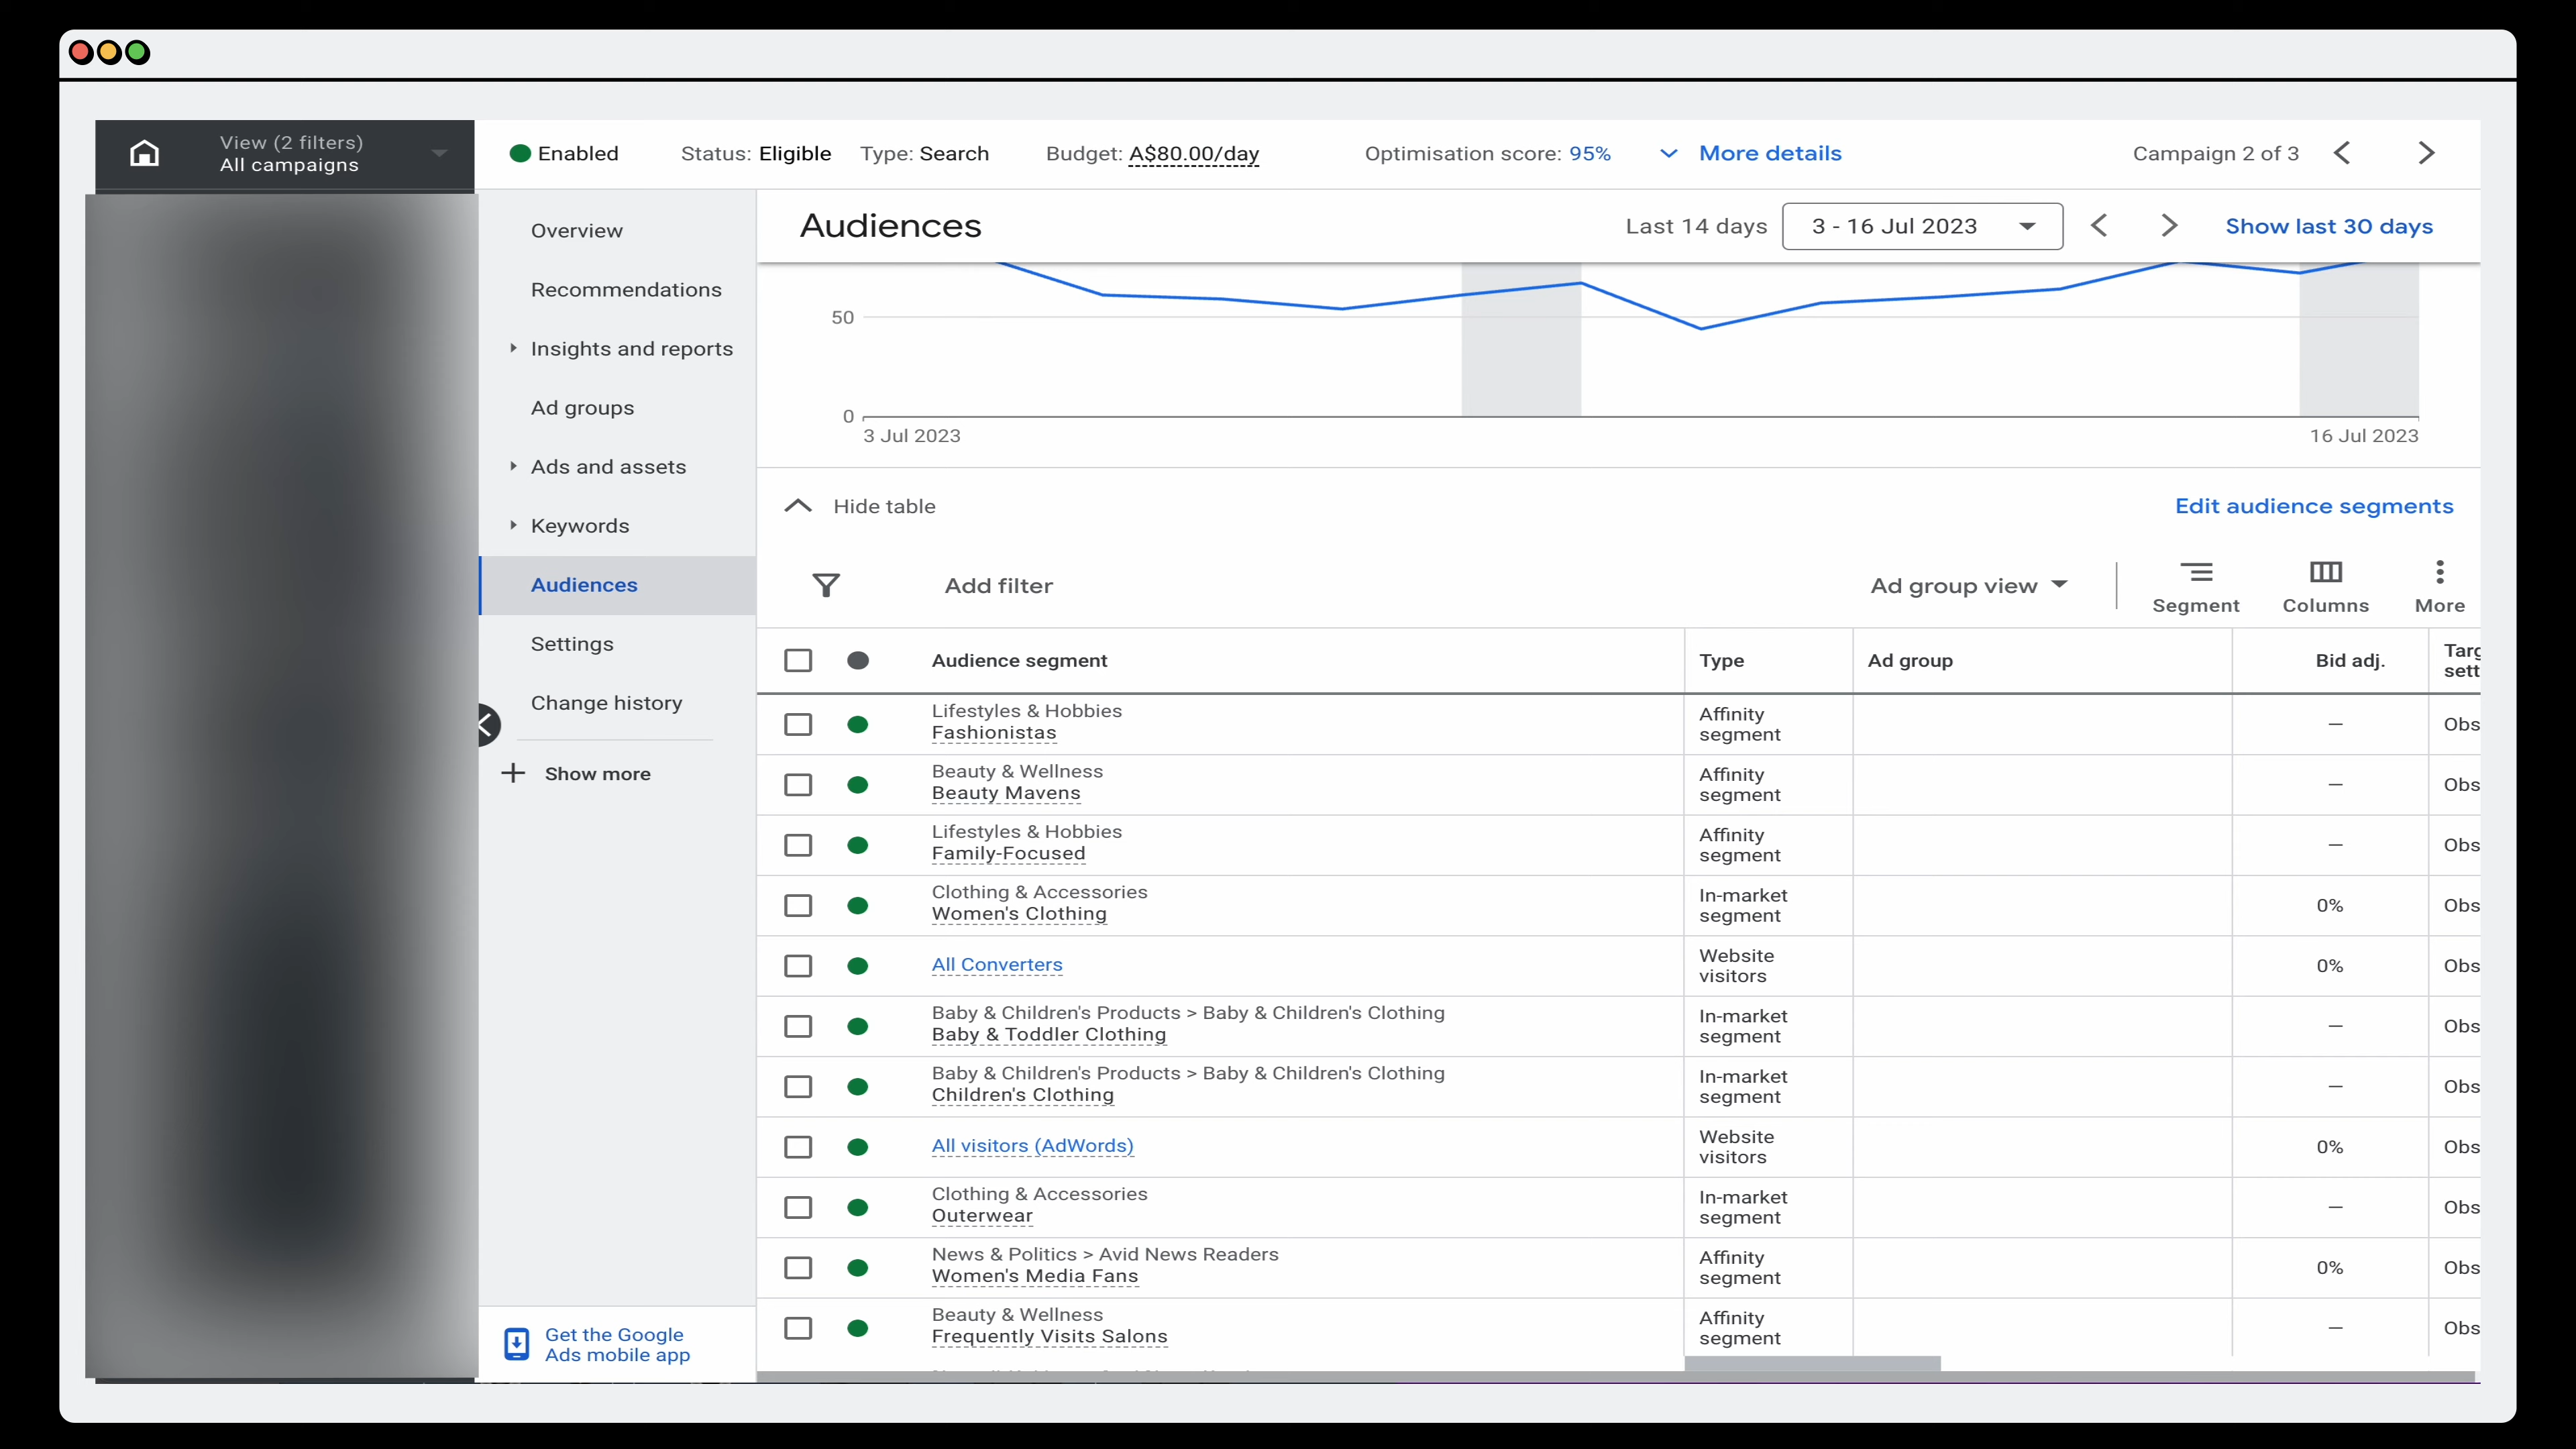 View (2 filters)
All campaigns
Enabled
Status: Eligible
Type: Search
Budget: A$80.00/day
Optimisation score: 95%
More details
Campaign 2 of 3
Overview
Recommendations
Insights and reports
Ad groups
Ads and assets
Keywords
Audiences
Settings
Change history
Show more
Get the Google
Ads mobile app
Audiences
Last 14 days
3 - 16 Jul 2023
Show last 30 days
50
0
3 Jul 2023
16 Jul 2023
Hide table
Edit audience segments
Add filter
Ad group view
Segment
Columns
More
Audience segment
Type
Ad group
Bid adj.
Targ
sett
Lifestyles & Hobbies
Fashionistas
Affinity
segment
—
Obs
Beauty & Wellness
Beauty Mavens
Affinity
segment
—
Obs
Lifestyles & Hobbies
Family-Focused
Affinity
segment
—
Obs
Clothing & Accessories
Women's Clothing
In-market
segment
0%
Obs
All Converters
Website
visitors
0%
Obs
Baby & Children's Products > Baby & Children's Clothing
Baby & Toddler Clothing
In-market
segment
—
Obs
Baby & Children's Products > Baby & Children's Clothing
Children's Clothing
In-market
segment
—
Obs
All visitors (AdWords)
Website
visitors
0%
Obs
Clothing & Accessories
Outerwear
In-market
segment
—
Obs
News & Politics > Avid News Readers
Women's Media Fans
Affinity
segment
0%
Obs
Beauty & Wellness
Frequently Visits Salons
Affinity
segment
—
Obs